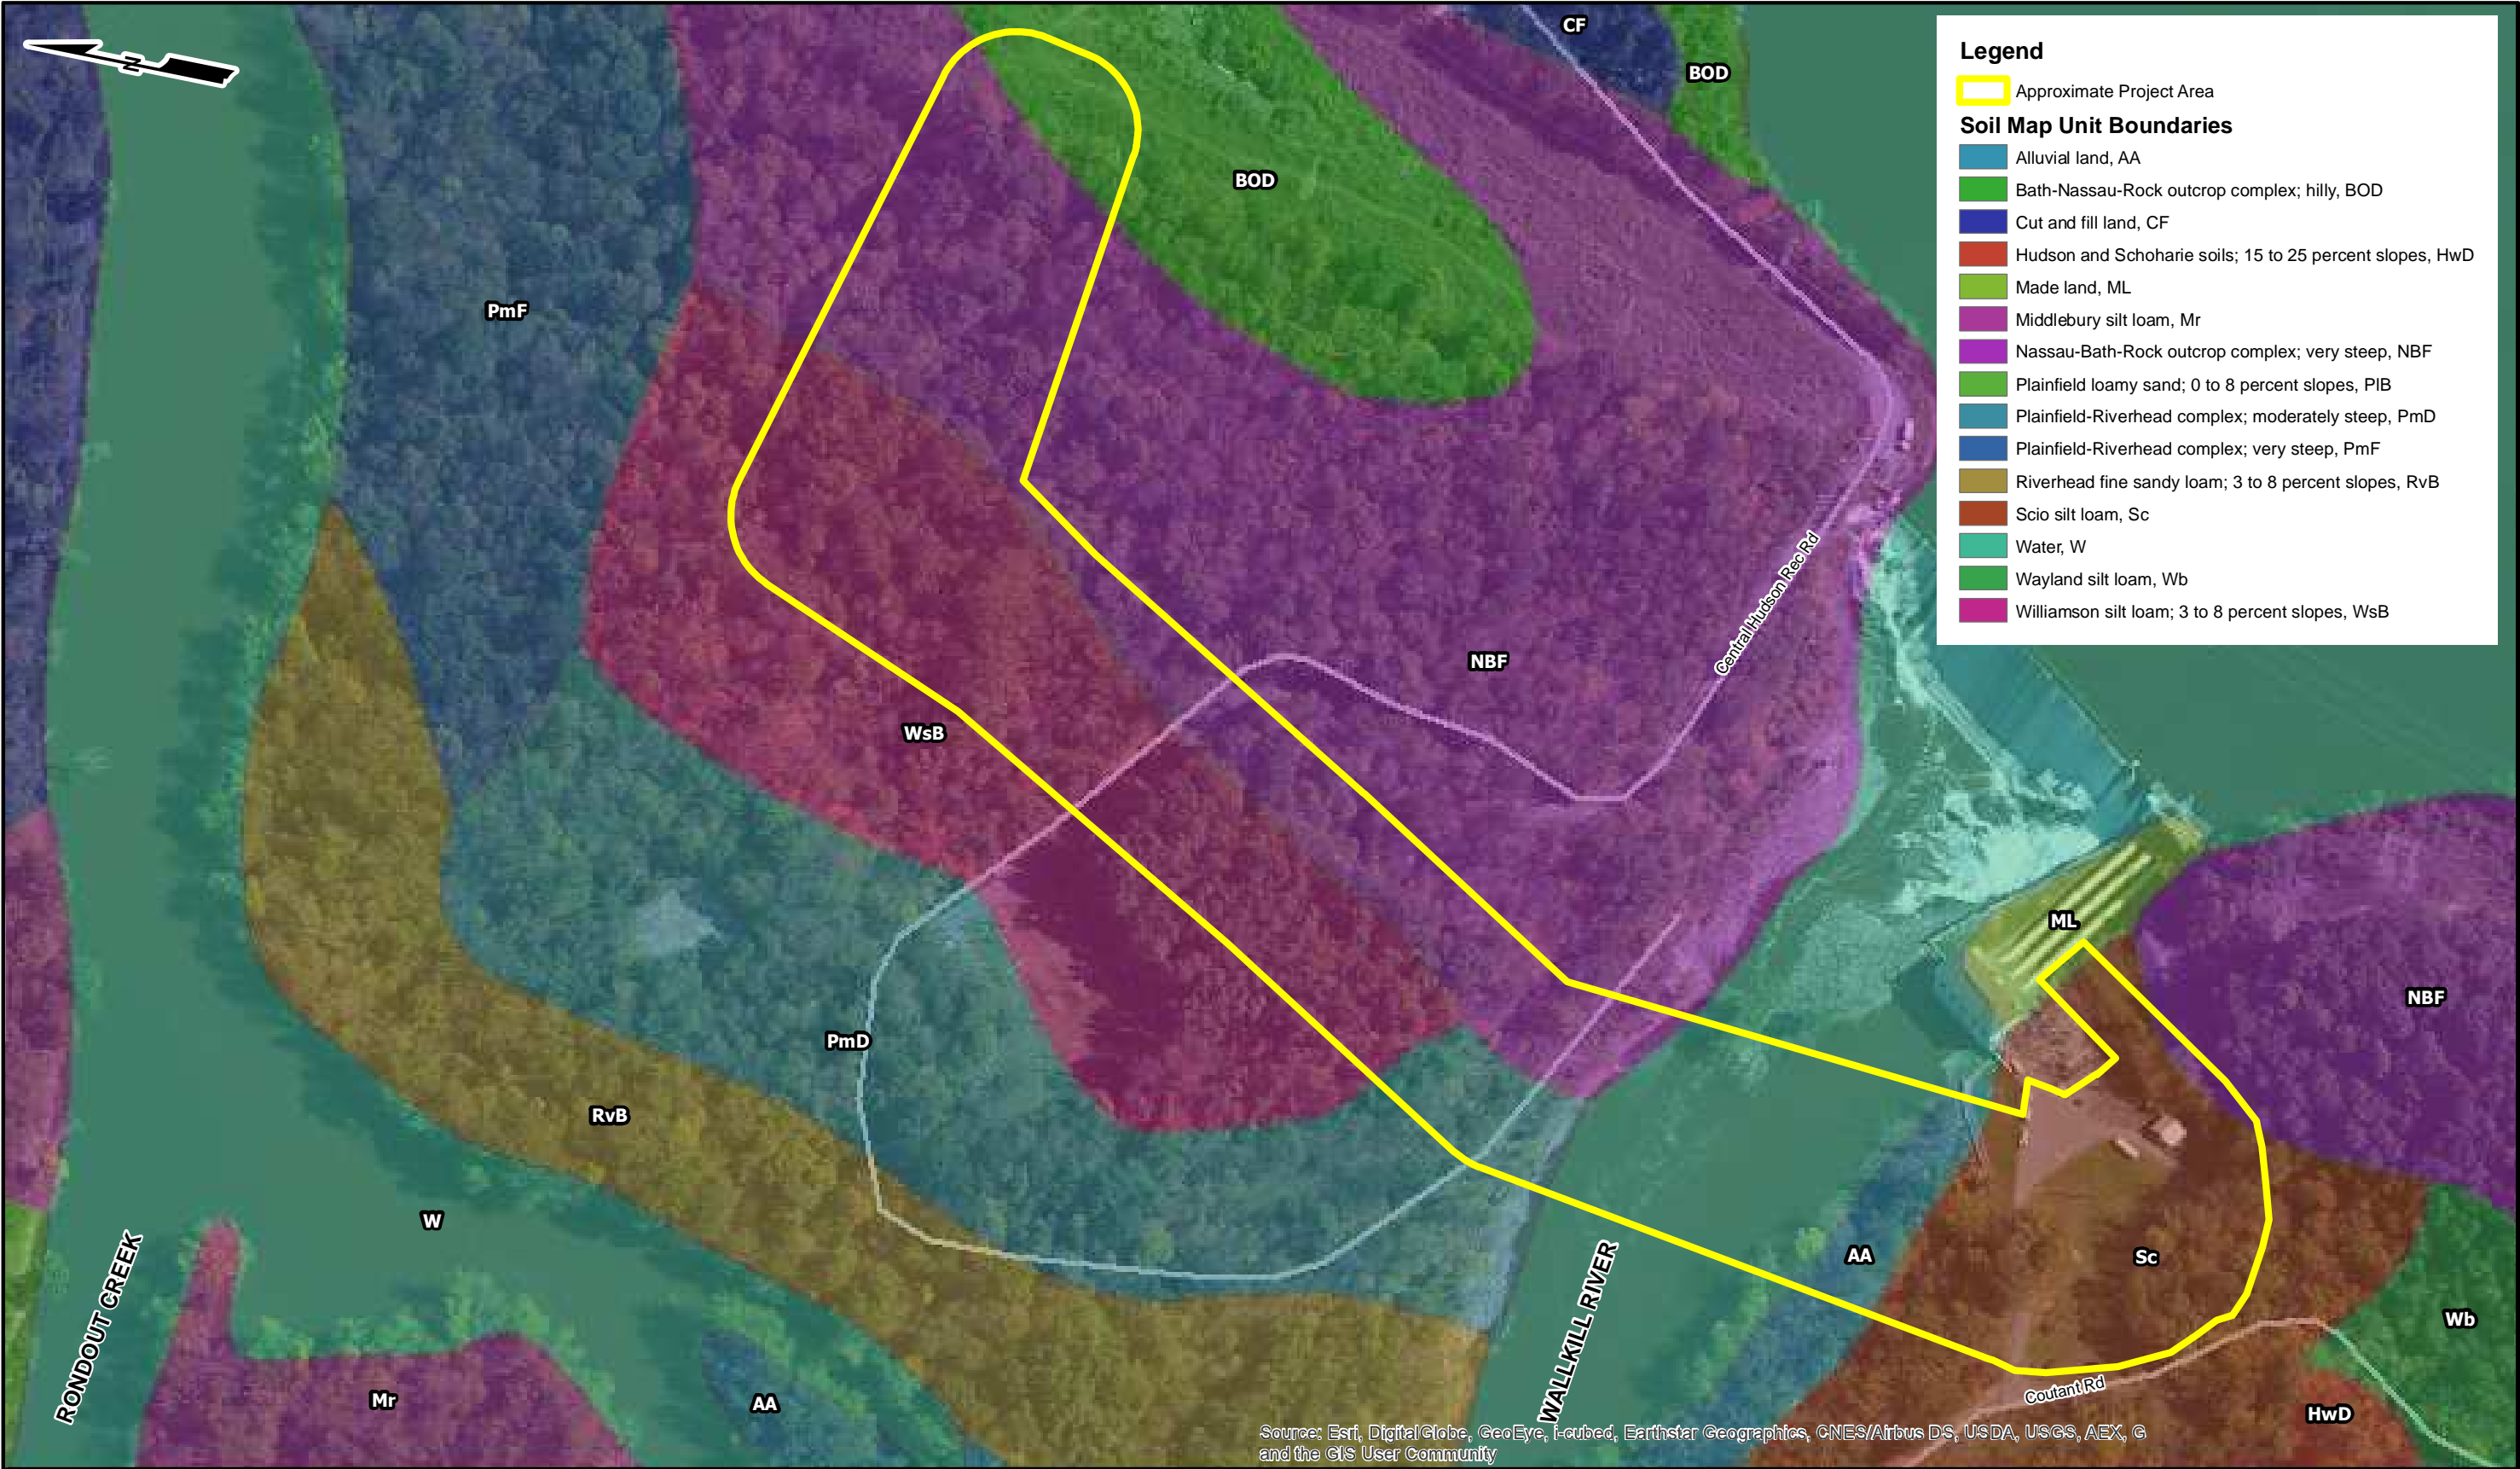 N
CF
BOD
BOD
PmF
NBF
Central Hudson Rec Rd
WsB
ML
NBF
PmD
RvB
W
AA
Sc
Wb
RONDOUT CREEK
WALLKILL RIVER
Mr
AA
Coutant Rd
HwD
Legend
Approximate Project Area
Soil Map Unit Boundaries
Alluvial land, AA
Bath-Nassau-Rock outcrop complex; hilly, BOD
Cut and fill land, CF
Hudson and Schoharie soils; 15 to 25 percent slopes, HwD
Made land, ML
Middlebury silt loam, Mr
Nassau-Bath-Rock outcrop complex; very steep, NBF
Plainfield loamy sand; 0 to 8 percent slopes, PlB
Plainfield-Riverhead complex; moderately steep, PmD
Plainfield-Riverhead complex; very steep, PmF
Riverhead fine sandy loam; 3 to 8 percent slopes, RvB
Scio silt loam, Sc
Water, W
Wayland silt loam, Wb
Williamson silt loam; 3 to 8 percent slopes, WsB
Source: Esri, DigitalGlobe, GeoEye, i-cubed, Earthstar Geographics, CNES/Airbus DS, USDA, USGS, AEX, G
and the GIS User Community